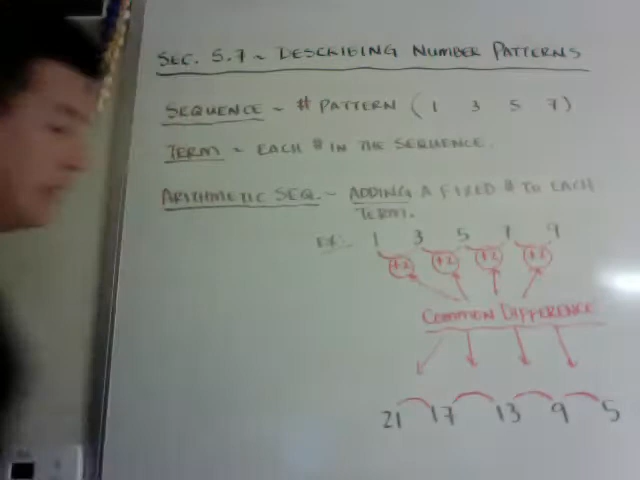 SEC. 5.7 ~ DESCRIBING NUMBER PATTERNS
SEQUENCE ~ # PATTERN ( 1 3 5 7 )
TERM ~ EACH # IN THE SEQUENCE.
ARITHMETIC SEQ. ~ ADDING A FIXED # TO EACH
TERM.
EX: 1 3 5 7 9
+2 +2 +2 +2
COMMON DIFFERENCE
21 17 13 9 5